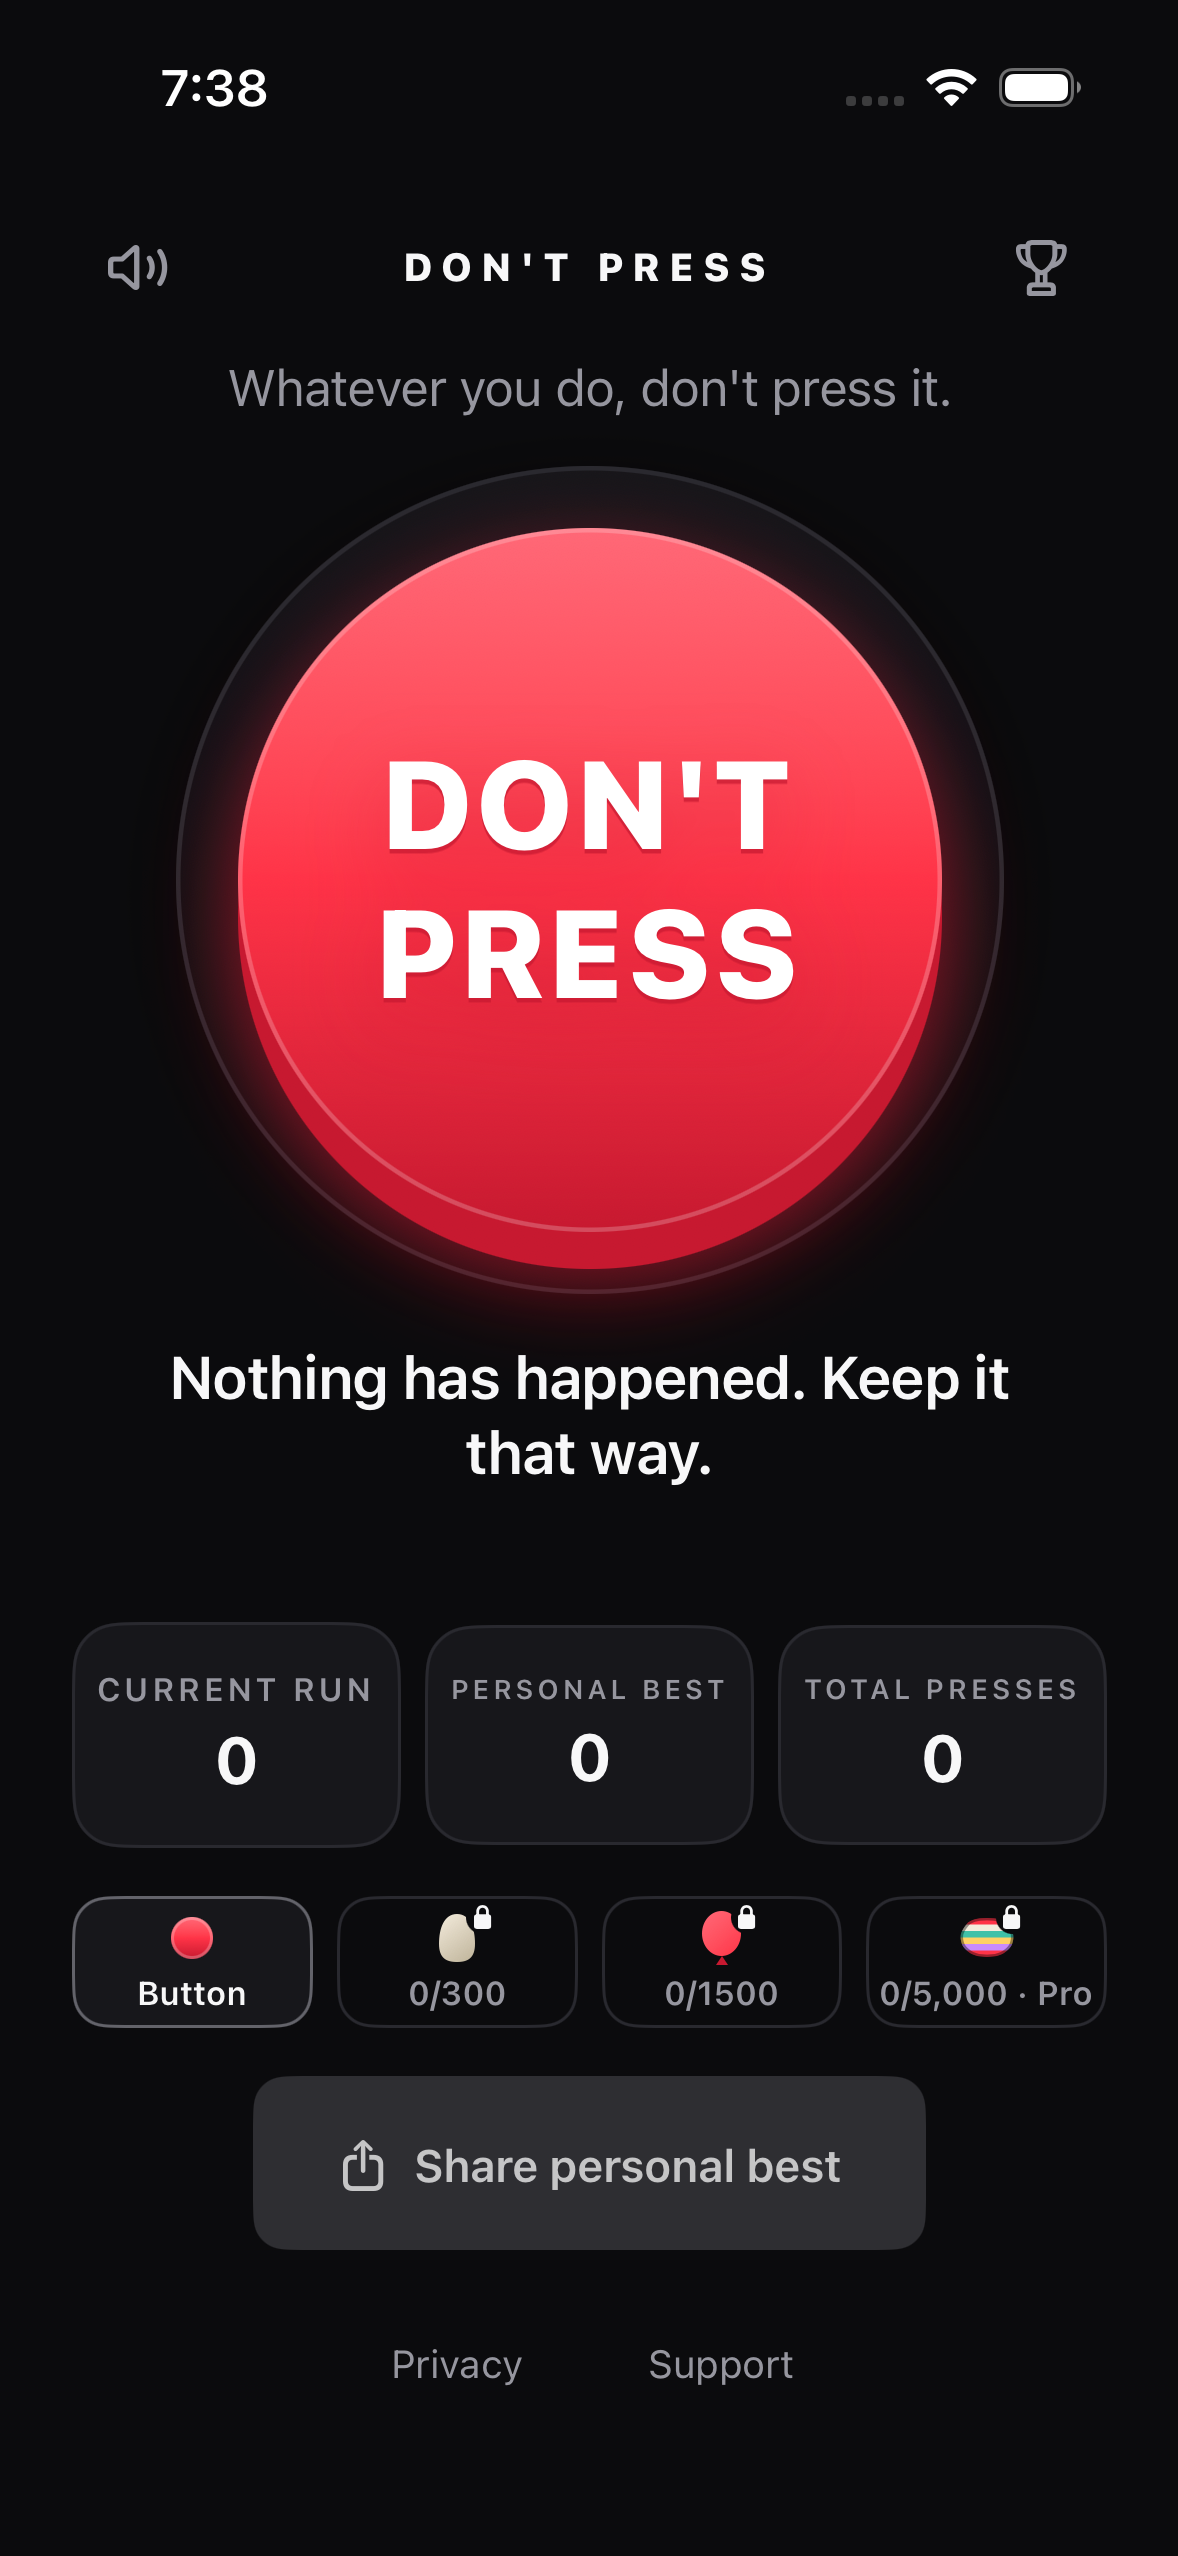 7:38
DON'T PRESS
Whatever you do, don't press it.
DON'T
PRESS
Nothing has happened. Keep it
that way.
CURRENT RUN
0
PERSONAL BEST
0
TOTAL PRESSES
0
Button
0/300
0/1500
0/5,000 · Pro
Share personal best
Privacy
Support